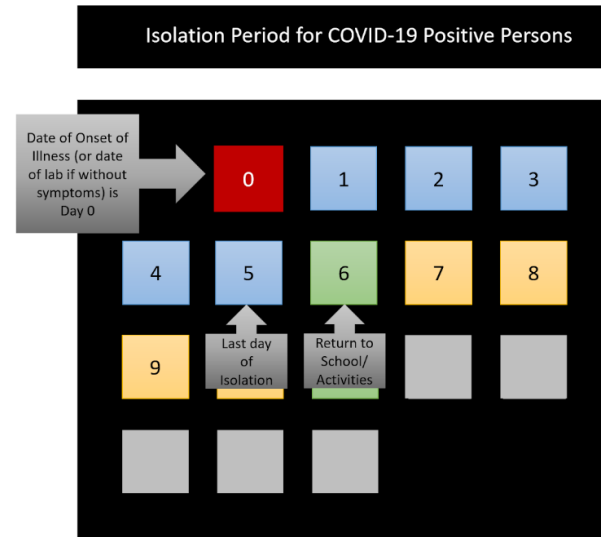 Isolation Period for COVID-19 Positive Persons
Date of Onset of
Illness (or date
of lab if without
symptoms) is
Day 0
0
1
2
3
4
5
6
7
8
Last day
of
Isolation
Return to
School/
Activities
9